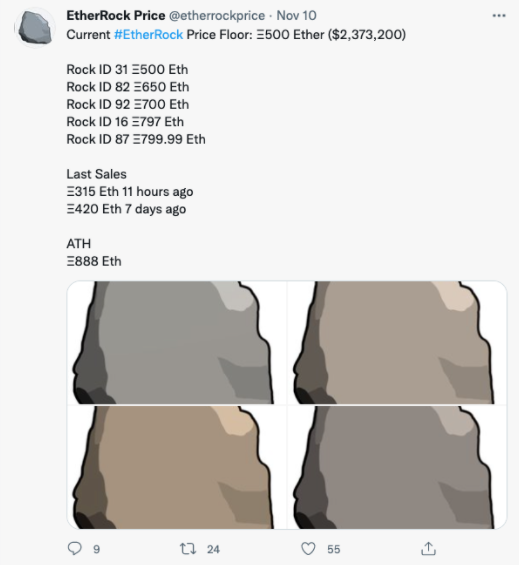 EtherRock Price @etherrockprice · Nov 10
Current #EtherRock Price Floor: Ξ500 Ether ($2,373,200)
Rock ID 31 Ξ500 Eth
Rock ID 82 Ξ650 Eth
Rock ID 92 Ξ700 Eth
Rock ID 16 Ξ797 Eth
Rock ID 87 Ξ799.99 Eth
Last Sales
Ξ315 Eth 11 hours ago
Ξ420 Eth 7 days ago
ATH
Ξ888 Eth
9 24 55